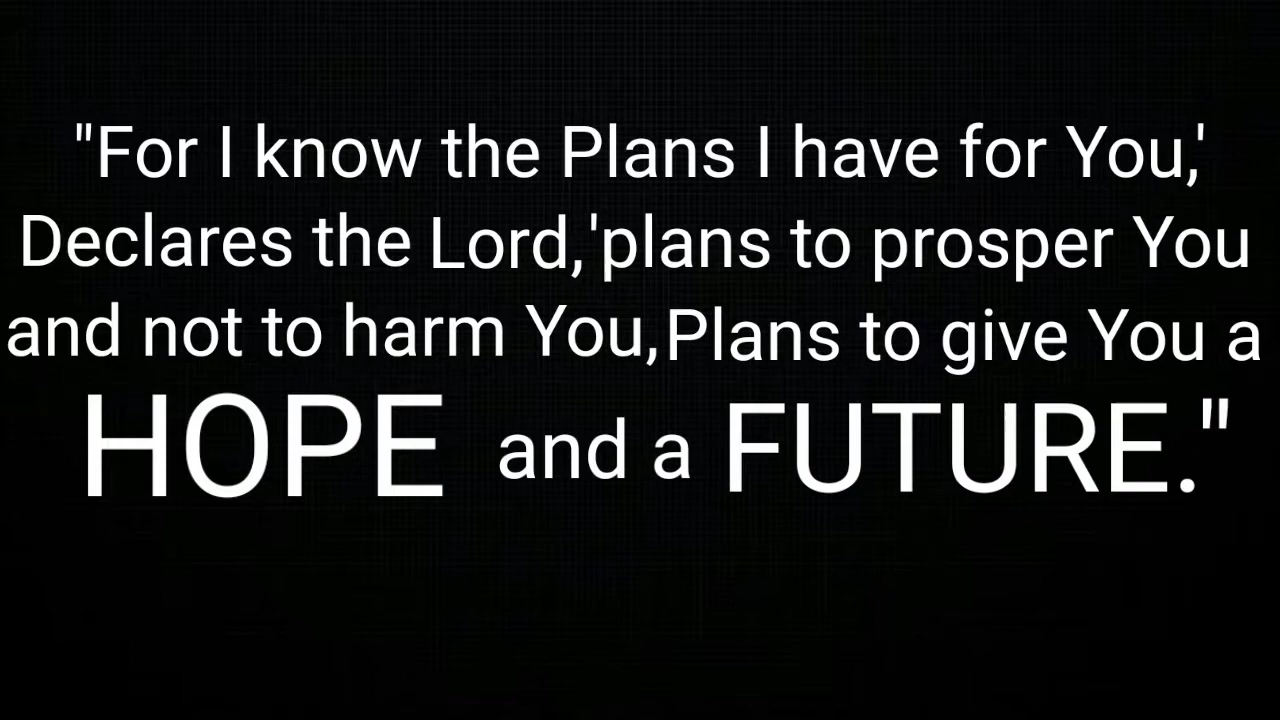 "For I know the Plans I have for You,'
Declares the Lord,'plans to prosper You
and not to harm You,Plans to give You a
HOPE and a FUTURE."